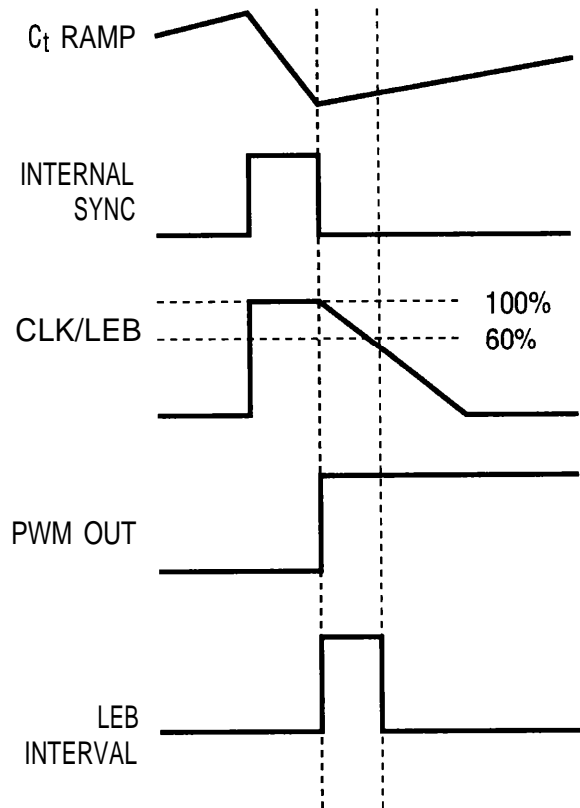 Ct RAMP
INTERNAL
SYNC
CLK/LEB
100%
60%
PWM OUT
LEB
INTERVAL